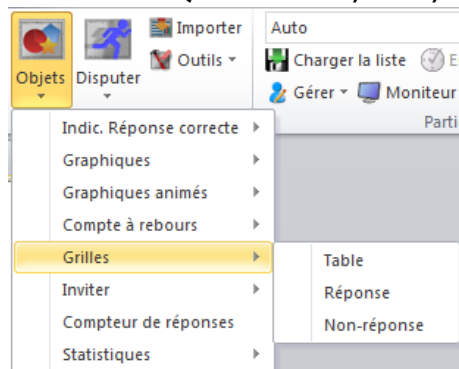 Importer
Auto
Outils
Charger la liste
Objets
Disputer
Gérer
Moniteur
Parti
Indic. Réponse correcte
Graphiques
Graphiques animés
Compte à rebours
Grilles
Table
Inviter
Réponse
Compteur de réponses
Non-réponse
Statistiques